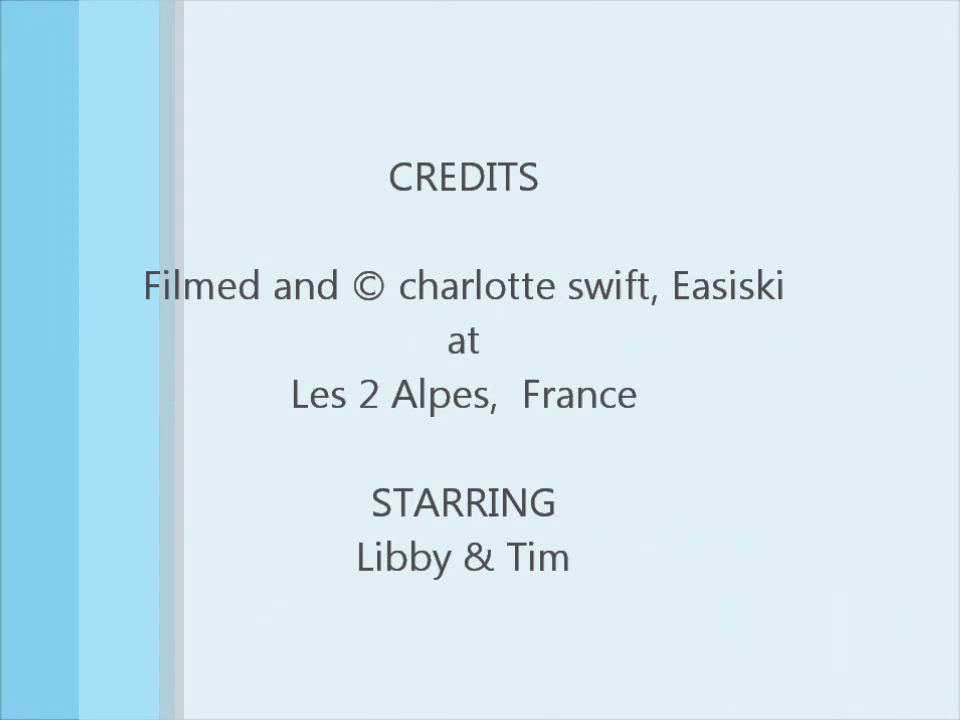 CREDITS
Filmed and © charlotte swift, Easiski
at
Les 2 Alpes,  France
STARRING
Libby & Tim